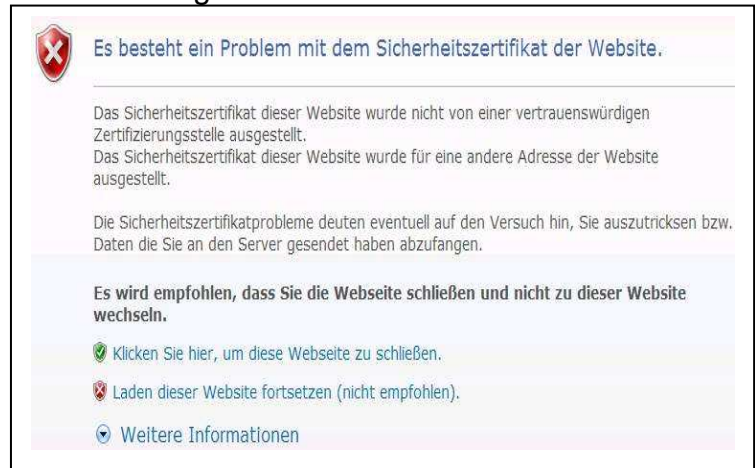 Es besteht ein Problem mit dem Sicherheitszertifikat der Website.
Das Sicherheitszertifikat dieser Website wurde nicht von einer vertrauenswürdigen
Zertifizierungsstelle ausgestellt.
Das Sicherheitszertifikat dieser Website wurde für eine andere Adresse der Website
ausgestellt.
Die Sicherheitszertifikatprobleme deuten eventuell auf den Versuch hin, Sie auszutricksen bzw.
Daten die Sie an den Server gesendet haben abzufangen.
Es wird empfohlen, dass Sie die Webseite schließen und nicht zu dieser Website
wechseln.
Klicken Sie hier, um diese Webseite zu schließen.
Laden dieser Website fortsetzen (nicht empfohlen).
Weitere Informationen